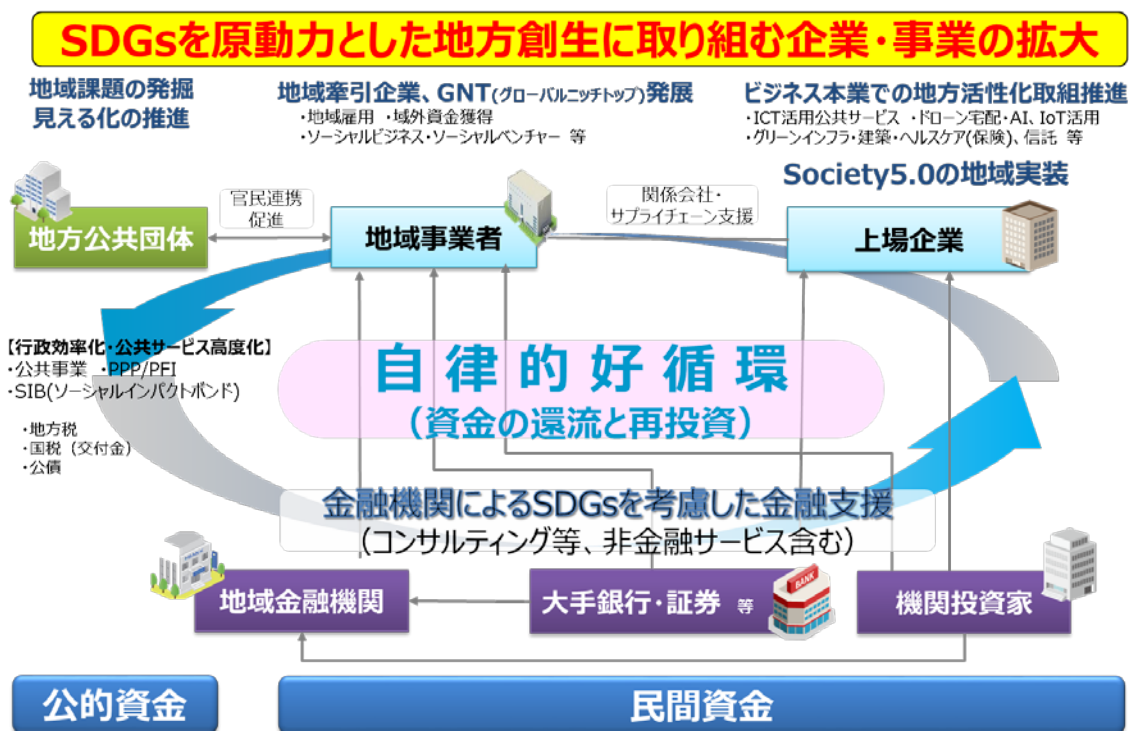 SDGsを原動力とした地方創生に取り組む企業・事業の拡大
地域課題の発掘
見える化の推進
地域牽引企業、GNT(グローバルニッチトップ)発展
・地域雇用 ・域外資金獲得
・ソーシャルビジネス・ソーシャルベンチャー 等
ビジネス本業での地方活性化取組推進
・ICT活用公共サービス ・ドローン宅配・AI、IoT活用
・グリーンインフラ・建築・ヘルスケア(保険)、信託 等
Society5.0の地域実装
地方公共団体
官民連携
促進
地域事業者
関係会社・
サプライチェーン支援
上場企業
【行政効率化・公共サービス高度化】
・公共事業 ・PPP/PFI
・SIB(ソーシャルインパクトボンド)
・地方税
・国税（交付金）
・公債
自律的好循環
（資金の還流と再投資）
金融機関によるSDGsを考慮した金融支援
（コンサルティング等、非金融サービス含む）
地域金融機関
大手銀行・証券 等
BANK
機関投資家
公的資金
民間資金